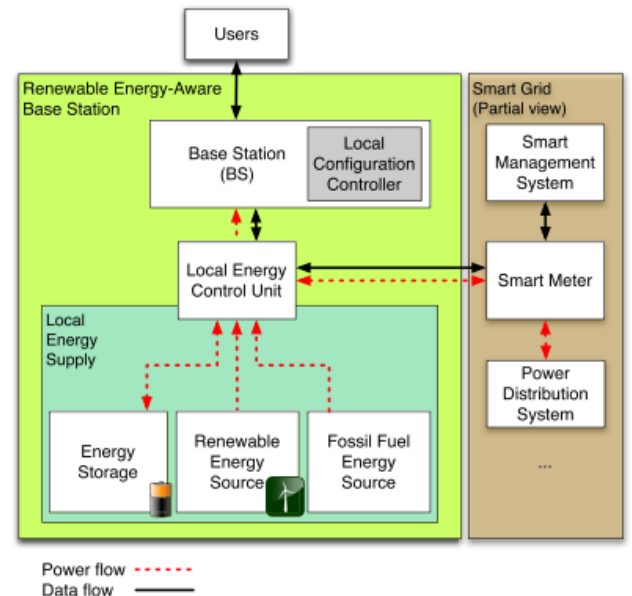 Users
Renewable Energy-Aware
Base Station
Base Station
(BS)
Local
Configuration
Controller
Local Energy
Control Unit
Local
Energy
Supply
Energy
Storage
Renewable
Energy
Source
Fossil Fuel
Energy
Source
Smart Grid
(Partial view)
Smart
Management
System
Smart Meter
Power
Distribution
System
...
Power flow
Data flow